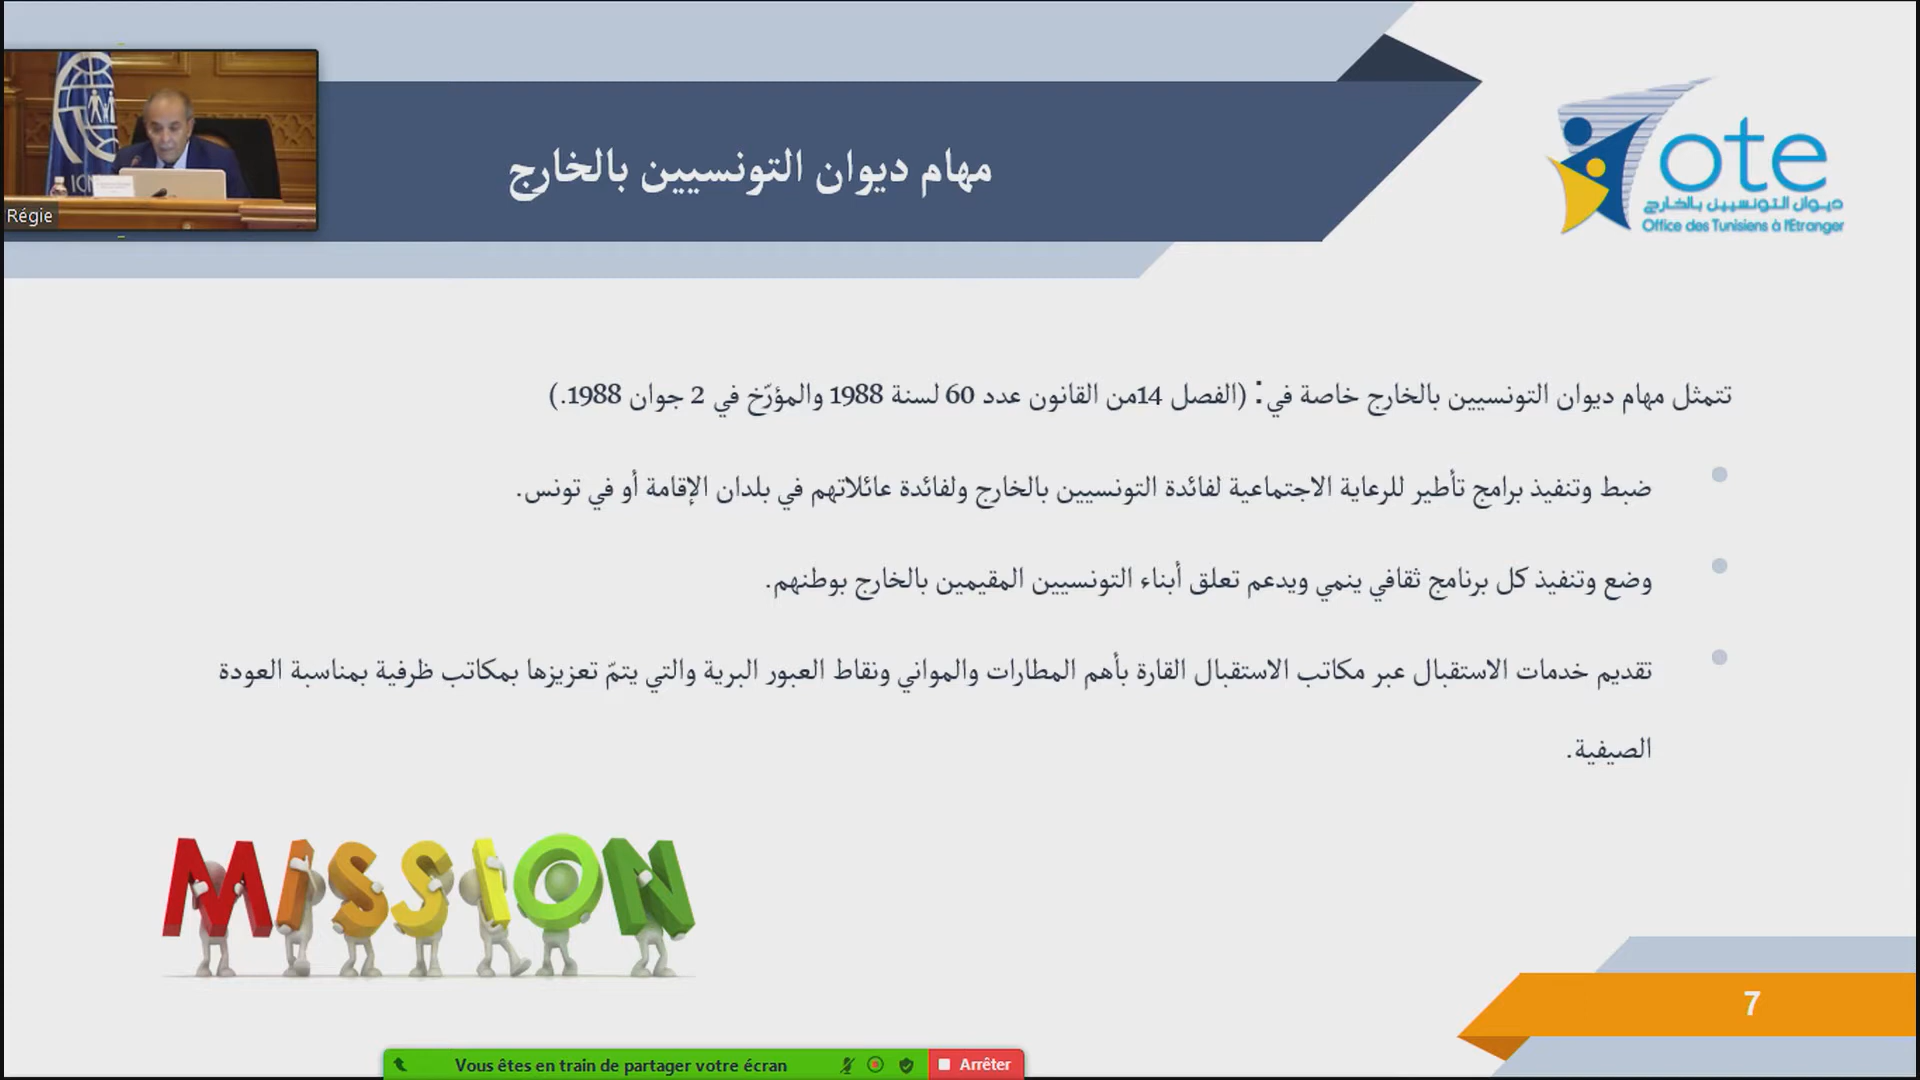 Régie
مهام ديوان التونسيين بالخارج
ote
ديوان التونسيين بالخارج
Office des Tunisiens à l'Etranger
تتمثل مهام ديوان التونسيين بالخارج خاصة في: (الفصل 14من القانون عدد 60 لسنة 1988 والمؤرّخ في 2 جوان 1988.)
ضبط وتنفيذ برامج تأطير للرعاية الاجتماعية لفائدة التونسيين بالخارج ولفائدة عائلاتهم في بلدان الإقامة أو في تونس.
وضع وتنفيذ كل برنامج ثقافي ينمي ويدعم تعلق أبناء التونسيين المقيمين بالخارج بوطنهم.
تقديم خدمات الاستقبال عبر مكاتب الاستقبال القارة بأهم المطارات والمواني ونقاط العبور البرية والتي يتمّ تعزيزها بمكاتب ظرفية بمناسبة العودة
الصيفية.
MISSION
7
Vous êtes en train de partager votre écran
Arrêter